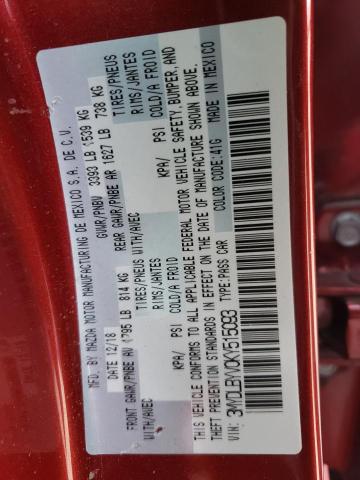 MFD. BY MAZDA MOTOR MANUFACTURING DE MEXICO S.A. DE C.V.
DATE 12/18 GVWR/PNBV 3393 LB 1539 KG
FRONT GAWR/PNBE AV 1795 LB 814 KG REAR GAWR/PNBE AR 1627 LB 738 KG
WITH/AVEC TIRES/PNEUS WITH/AVEC TIRES/PNEUS
RIMS/JANTES RIMS/JANTES
KPA/ PSI COLD/A FROID KPA/ PSI COLD/A FROID
THIS VEHICLE CONFORMS TO ALL APPLICABLE FEDERAL MOTOR VEHICLE SAFETY, BUMPER, AND
THEFT PREVENTION STANDARDS IN EFFECT ON THE DATE OF MANUFACTURE SHOWN ABOVE.
TYPE:PASS CAR COLOR CODE:41G MADE IN MEXICO
VIN: